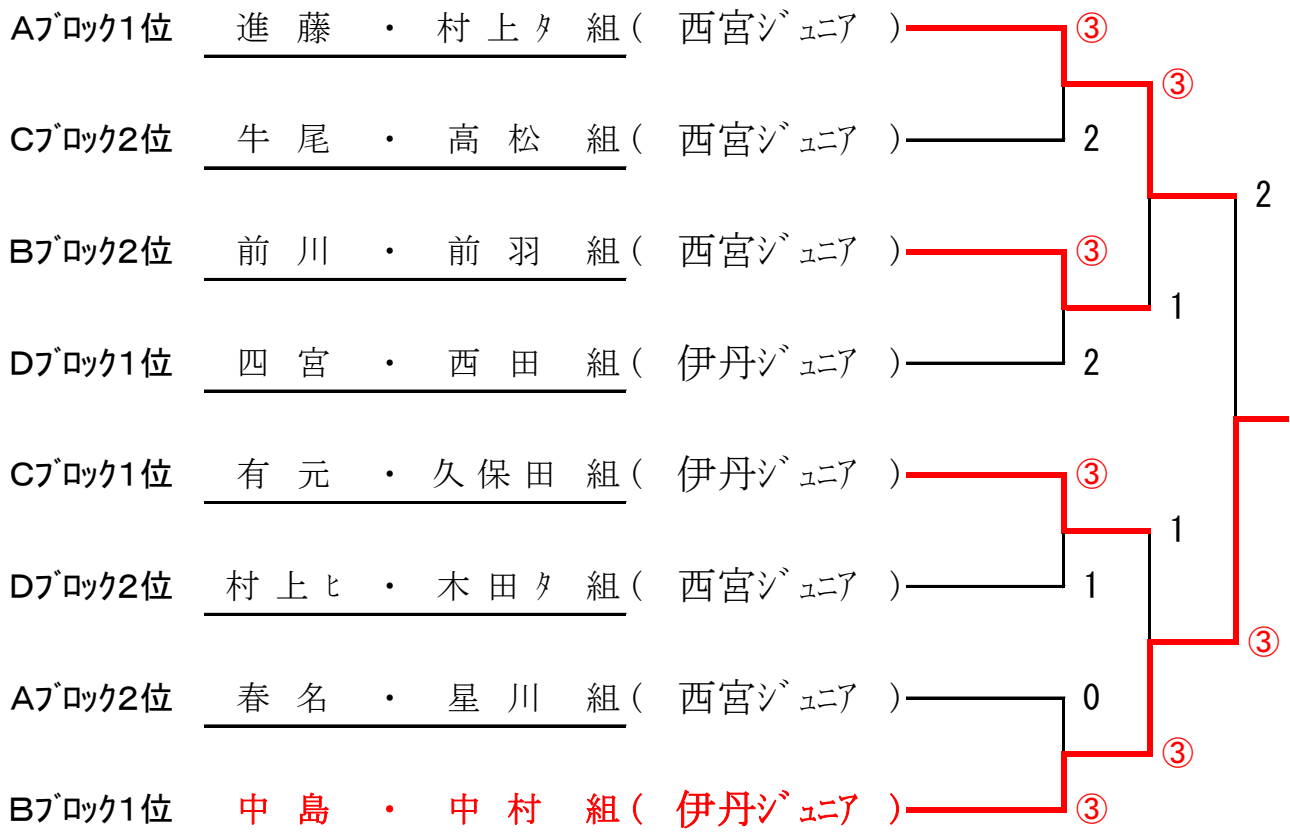 Aﾌﾞﾛｯｸ1位 進藤・村上ﾀ組(西宮ｼﾞｭﾆｱ) ③
③
Cﾌﾞﾛｯｸ2位 牛尾・高松組(西宮ｼﾞｭﾆｱ) 2
2
Bﾌﾞﾛｯｸ2位 前川・前羽組(西宮ｼﾞｭﾆｱ) ③
1
Dﾌﾞﾛｯｸ1位 四宮・西田組(伊丹ｼﾞｭﾆｱ) 2
Cﾌﾞﾛｯｸ1位 有元・久保田組(伊丹ｼﾞｭﾆｱ) ③
1
Dﾌﾞﾛｯｸ2位 村上ﾋ・木田ﾀ組(西宮ｼﾞｭﾆｱ) 1
③
Aﾌﾞﾛｯｸ2位 春名・星川組(西宮ｼﾞｭﾆｱ) 0
③
Bﾌﾞﾛｯｸ1位 中島・中村組(伊丹ｼﾞｭﾆｱ) ③